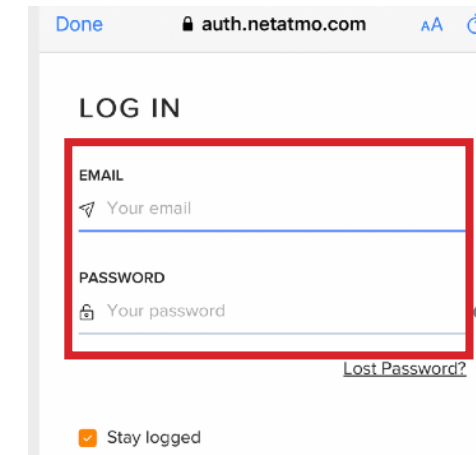 Done auth.netatmo.com AA
LOG IN
EMAIL
Your email
PASSWORD
Your password
Lost Password?
Stay logged